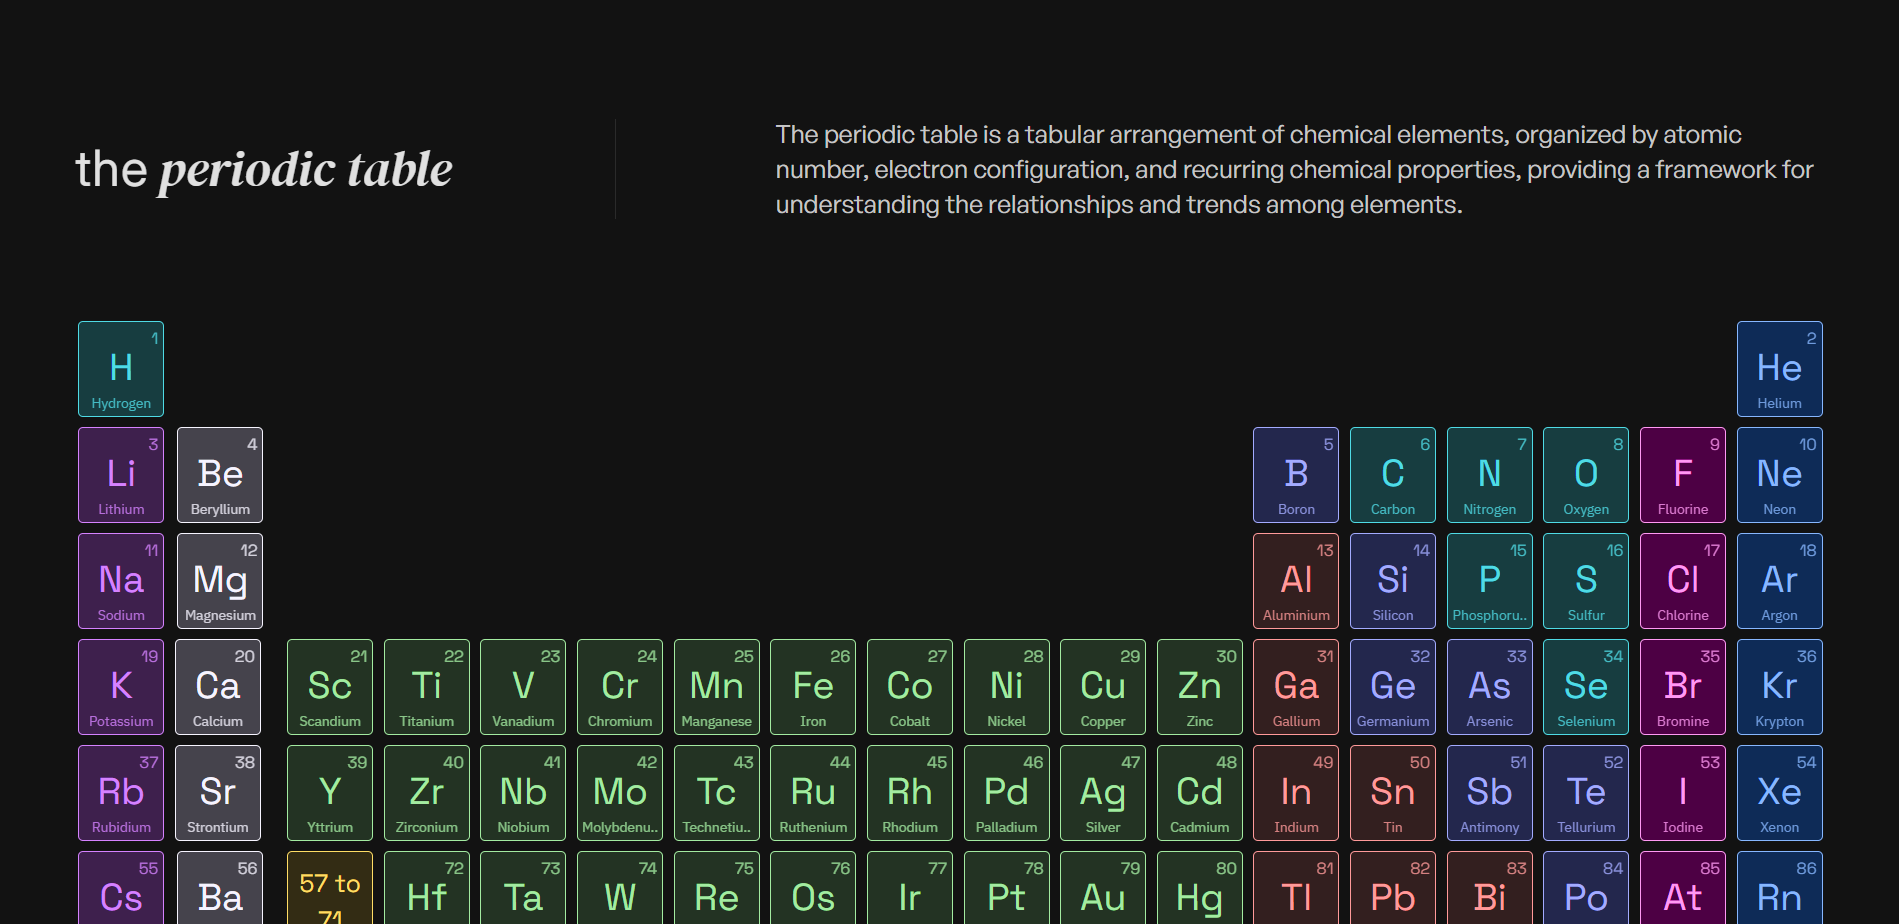 the periodic table
The periodic table is a tabular arrangement of chemical elements, organized by atomic
number, electron configuration, and recurring chemical properties, providing a framework for
understanding the relationships and trends among elements.
1 2
H He
Hydrogen Helium
3 4 5 6 7 8 9 10
Li Be B C N O F Ne
Lithium Beryllium Boron Carbon Nitrogen Oxygen Fluorine Neon
11 12 13 14 15 16 17 18
Na Mg Al Si P S Cl Ar
Sodium Magnesium Aluminium Silicon Phosphoru.. Sulfur Chlorine Argon
19 20 21 22 23 24 25 26 27 28 29 30 31 32 33 34 35 36
K Ca Sc Ti V Cr Mn Fe Co Ni Cu Zn Ga Ge As Se Br Kr
Potassium Calcium Scandium Titanium Vanadium Chromium Manganese Iron Cobalt Nickel Copper Zinc Gallium Germanium Arsenic Selenium Bromine Krypton
37 38 39 40 41 42 43 44 45 46 47 48 49 50 51 52 53 54
Rb Sr Y Zr Nb Mo Tc Ru Rh Pd Ag Cd In Sn Sb Te I Xe
Rubidium Strontium Yttrium Zirconium Niobium Molybdenu.. Technetiu.. Ruthenium Rhodium Palladium Silver Cadmium Indium Tin Antimony Tellurium Iodine Xenon
55 56 57 to 72 73 74 75 76 77 78 79 80 81 82 83 84 85 86
Cs Ba 71 Hf Ta W Re Os Ir Pt Au Hg Tl Pb Bi Po At Rn